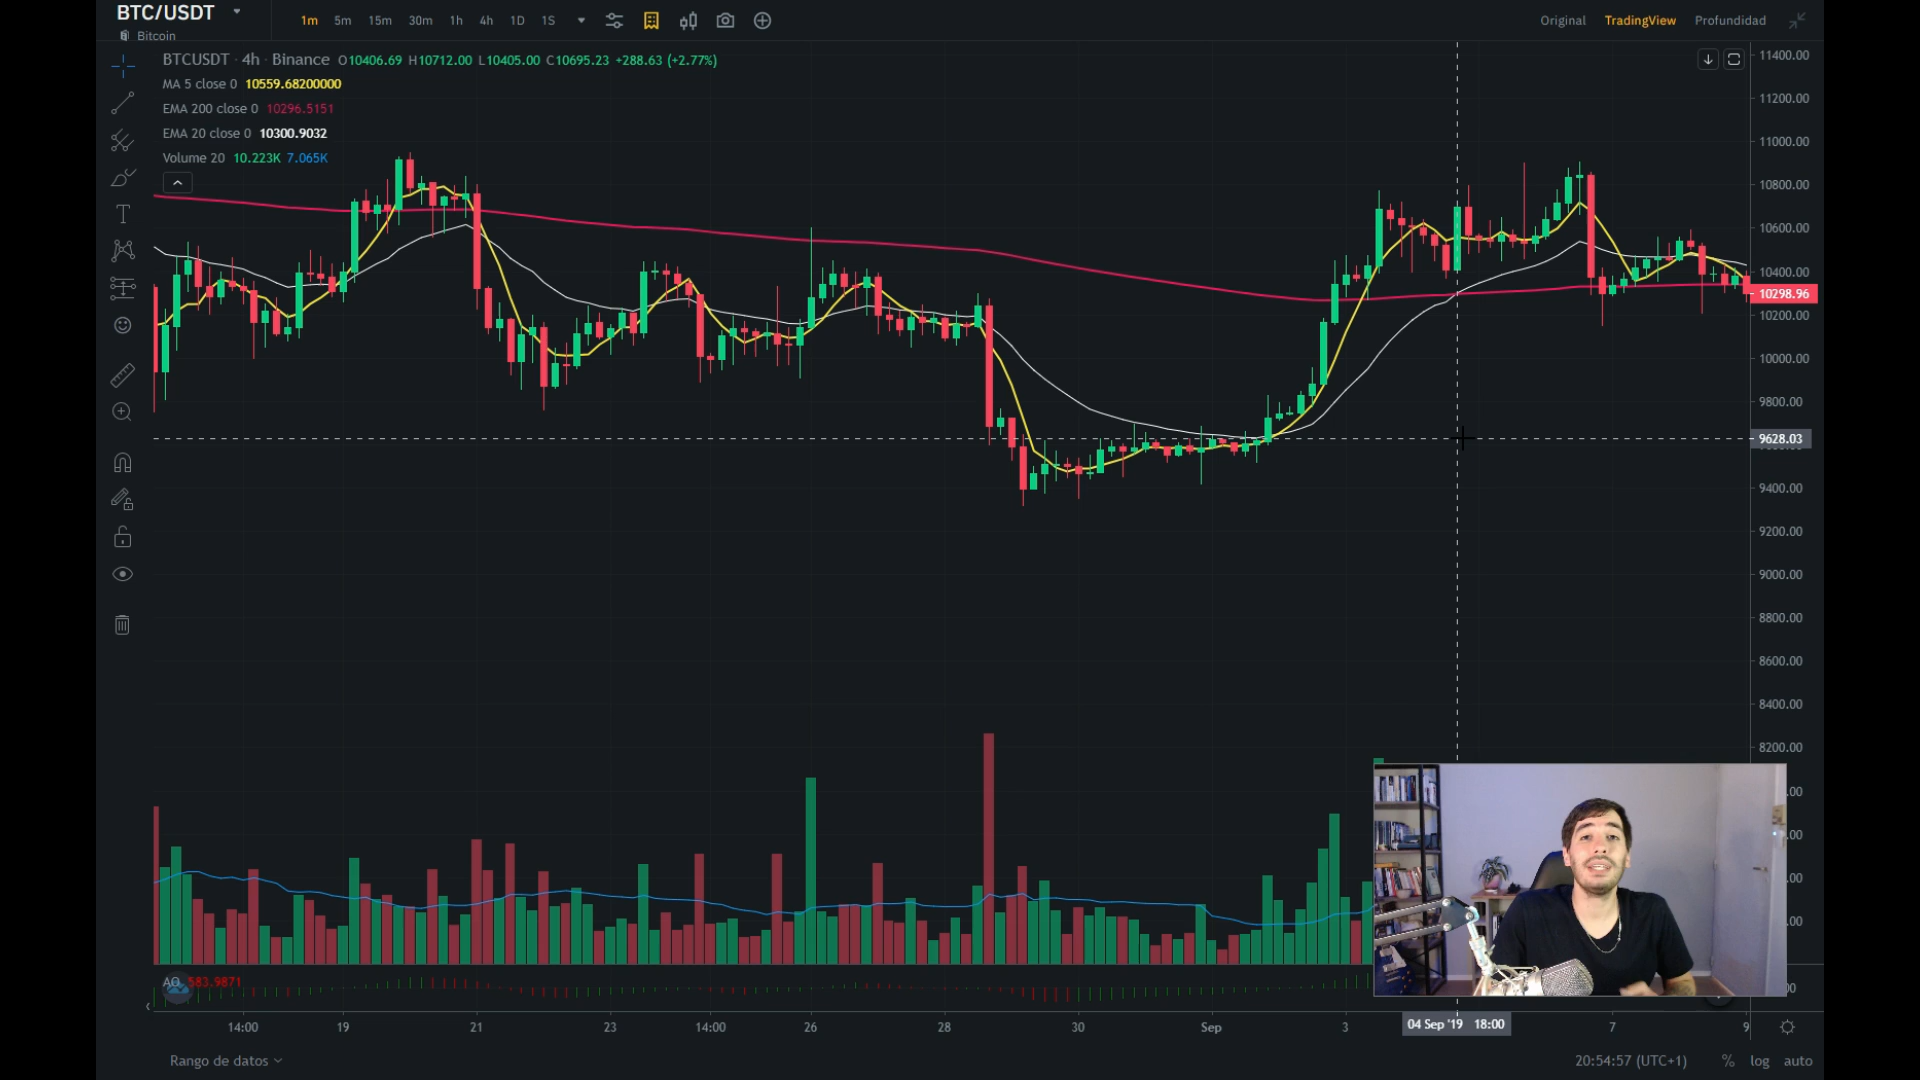 BTC/USDT
Bitcoin
1m 5m 15m 30m 1h 4h 1D 1S
Original TradingView Profundidad
BTCUSDT · 4h · Binance O10406.69 H10712.00 L10405.00 C10695.23 +288.63 (+2.77%)
MA 5 close 0 10559.68200000
EMA 200 close 0 10296.5151
EMA 20 close 0 10300.9032
Volume 20 10.223K 7.065K
11400.00
11200.00
11000.00
10800.00
10600.00
10400.00
10298.96
10200.00
10000.00
9800.00
9628.03
9400.00
9200.00
9000.00
8800.00
8600.00
8400.00
8200.00
AO 583.9871
14:00 19 21 23 14:00 26 28 30 Sep 3 04 Sep '19 18:00 7 9
Rango de datos
20:54:57 (UTC+1) % log auto